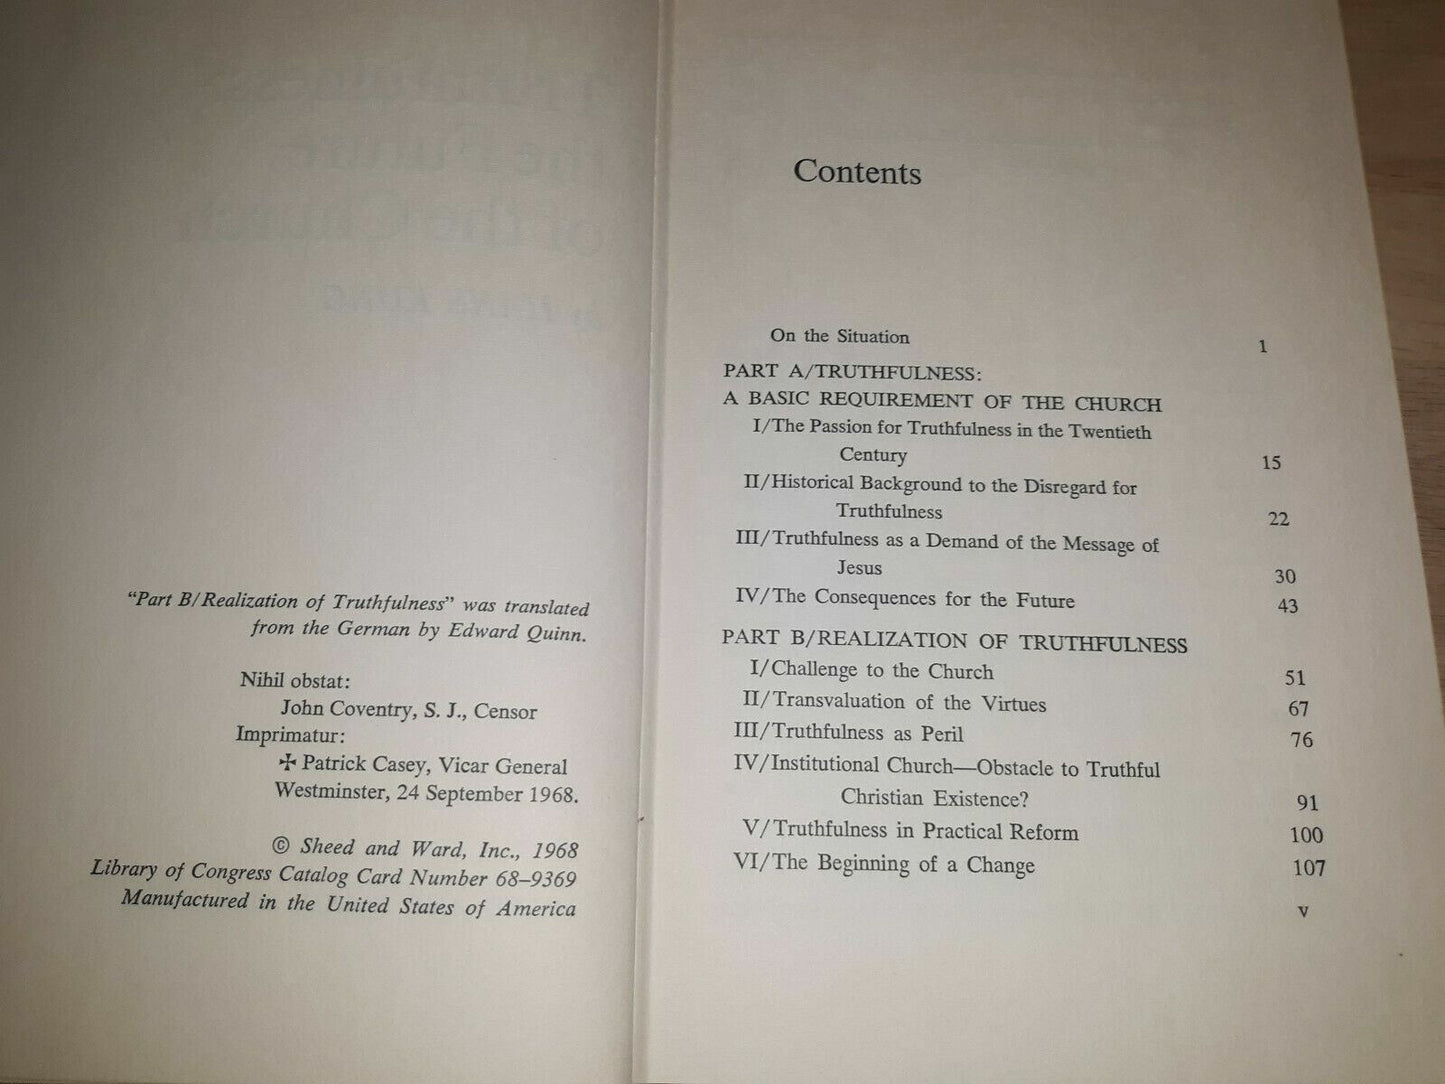 "Part B/Realization of Truthfulness" was translated
from the German by Edward Quinn.
Nihil obstat:
John Coventry, S. J., Censor
Imprimatur:
✠ Patrick Casey, Vicar General
Westminster, 24 September 1968.
© Sheed and Ward, Inc., 1968
Library of Congress Catalog Card Number 68–9369
Manufactured in the United States of America
Contents
On the Situation 1
PART A/TRUTHFULNESS:
A BASIC REQUIREMENT OF THE CHURCH
I/The Passion for Truthfulness in the Twentieth
Century 15
II/Historical Background to the Disregard for
Truthfulness 22
III/Truthfulness as a Demand of the Message of
Jesus 30
IV/The Consequences for the Future 43
PART B/REALIZATION OF TRUTHFULNESS
I/Challenge to the Church 51
II/Transvaluation of the Virtues 67
III/Truthfulness as Peril 76
IV/Institutional Church—Obstacle to Truthful
Christian Existence? 91
V/Truthfulness in Practical Reform 100
VI/The Beginning of a Change 107
v